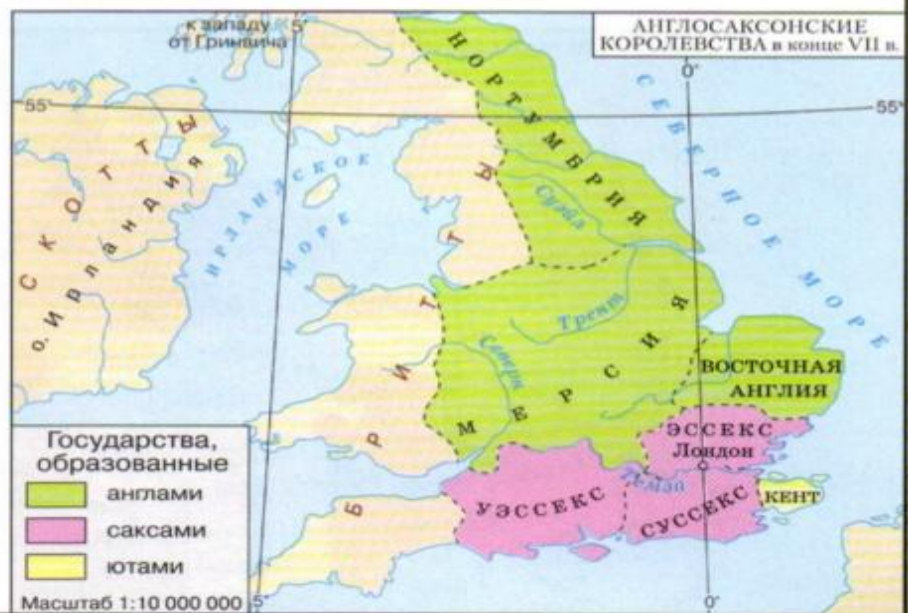 к западу
от Гринвича
5°
АНГЛОСАКСОНСКИЕ
КОРОЛЕВСТВА в конце VII в.
0°
55°
55°
НОРТУМБРИЯ
СЕВЕРНОЕ МОРЕ
СКОТТЫ
о. Ирландия
ИРЛАНДСКОЕ
МОРЕ
БРИТТЫ
Суэйл
Трент
Северн
МЕРСИЯ
ВОСТОЧНАЯ
АНГЛИЯ
ЭССЕКС
Лондон
Темза
УЭССЕКС
СУССЕКС
КЕНТ
Государства,
образованные
англами
саксами
ютами
Масштаб 1:10 000 000
5°
0°